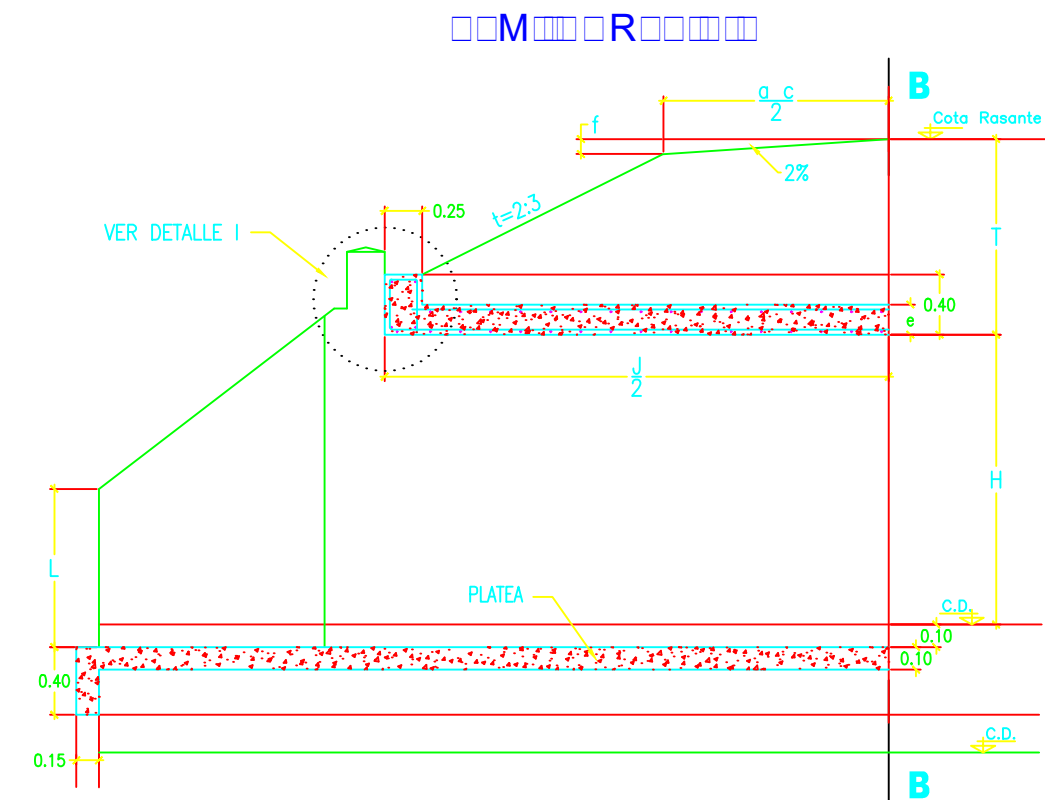 B
a c
2
Cota Rasante
f
2%
t=2:3
0.25
VER DETALLE I
T
0.40
e
J
2
H
L
PLATEA
C.D.
0.10
0.10
0.40
C.D.
0.15
B